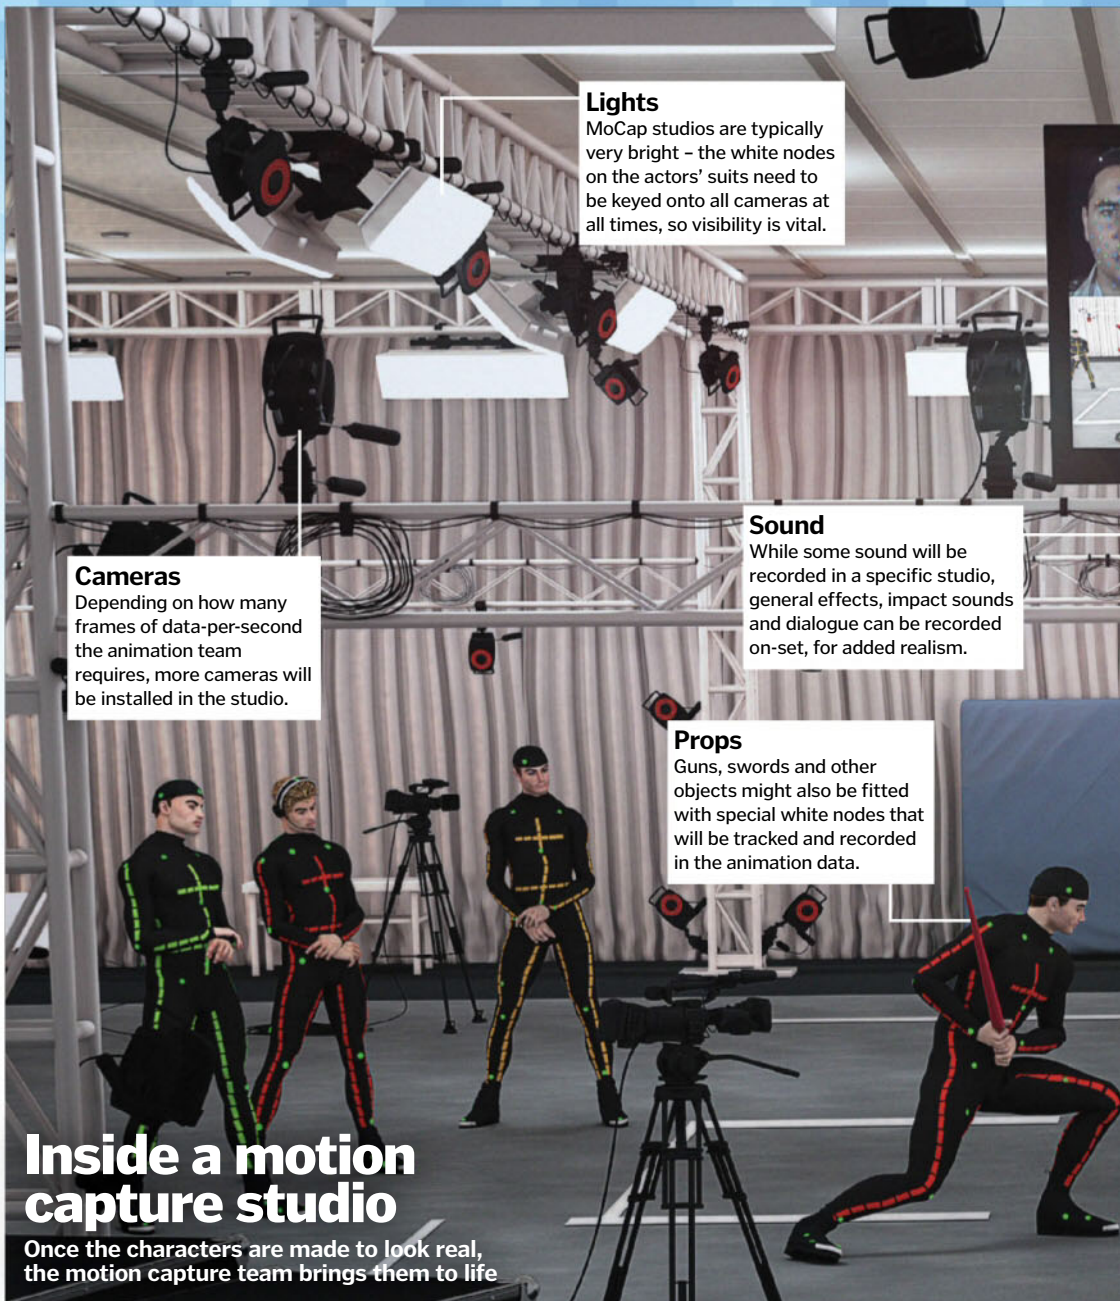 Lights
MoCap studios are typically
very bright – the white nodes
on the actors' suits need to
be keyed onto all cameras at
all times, so visibility is vital.
Sound
While some sound will be
recorded in a specific studio,
general effects, impact sounds
and dialogue can be recorded
on-set, for added realism.
Cameras
Depending on how many
frames of data-per-second
the animation team
requires, more cameras will
be installed in the studio.
Props
Guns, swords and other
objects might also be fitted
with special white nodes that
will be tracked and recorded
in the animation data.
Inside a motion
capture studio
Once the characters are made to look real,
the motion capture team brings them to life